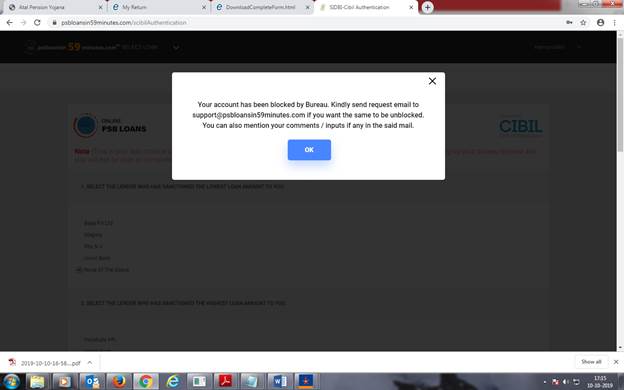 Atal Pension Yojana
My Return
DownloadCompleteForm.html
SIDBI-Cibil Authentication
psbloansin59minutes.com/scibilAuthentication
psbloansin59minutes.com SELECT LOAN
Your account has been blocked by Bureau. Kindly send request email to
support@psbloansin59minutes.com if you want the same to be unblocked.
You can also mention your comments / inputs if any in the said mail.
OK
ONLINE
PSB LOANS
CIBIL
Note
1. SELECT THE LENDER WHO HAS SANCTIONED THE LOWEST LOAN AMOUNT TO YOU
None Of The Above
2. SELECT THE LENDER WHO HAS SANCTIONED THE HIGHEST LOAN AMOUNT TO YOU
2019-10-10-16-56....pdf
Show all
17:15
10-10-2019